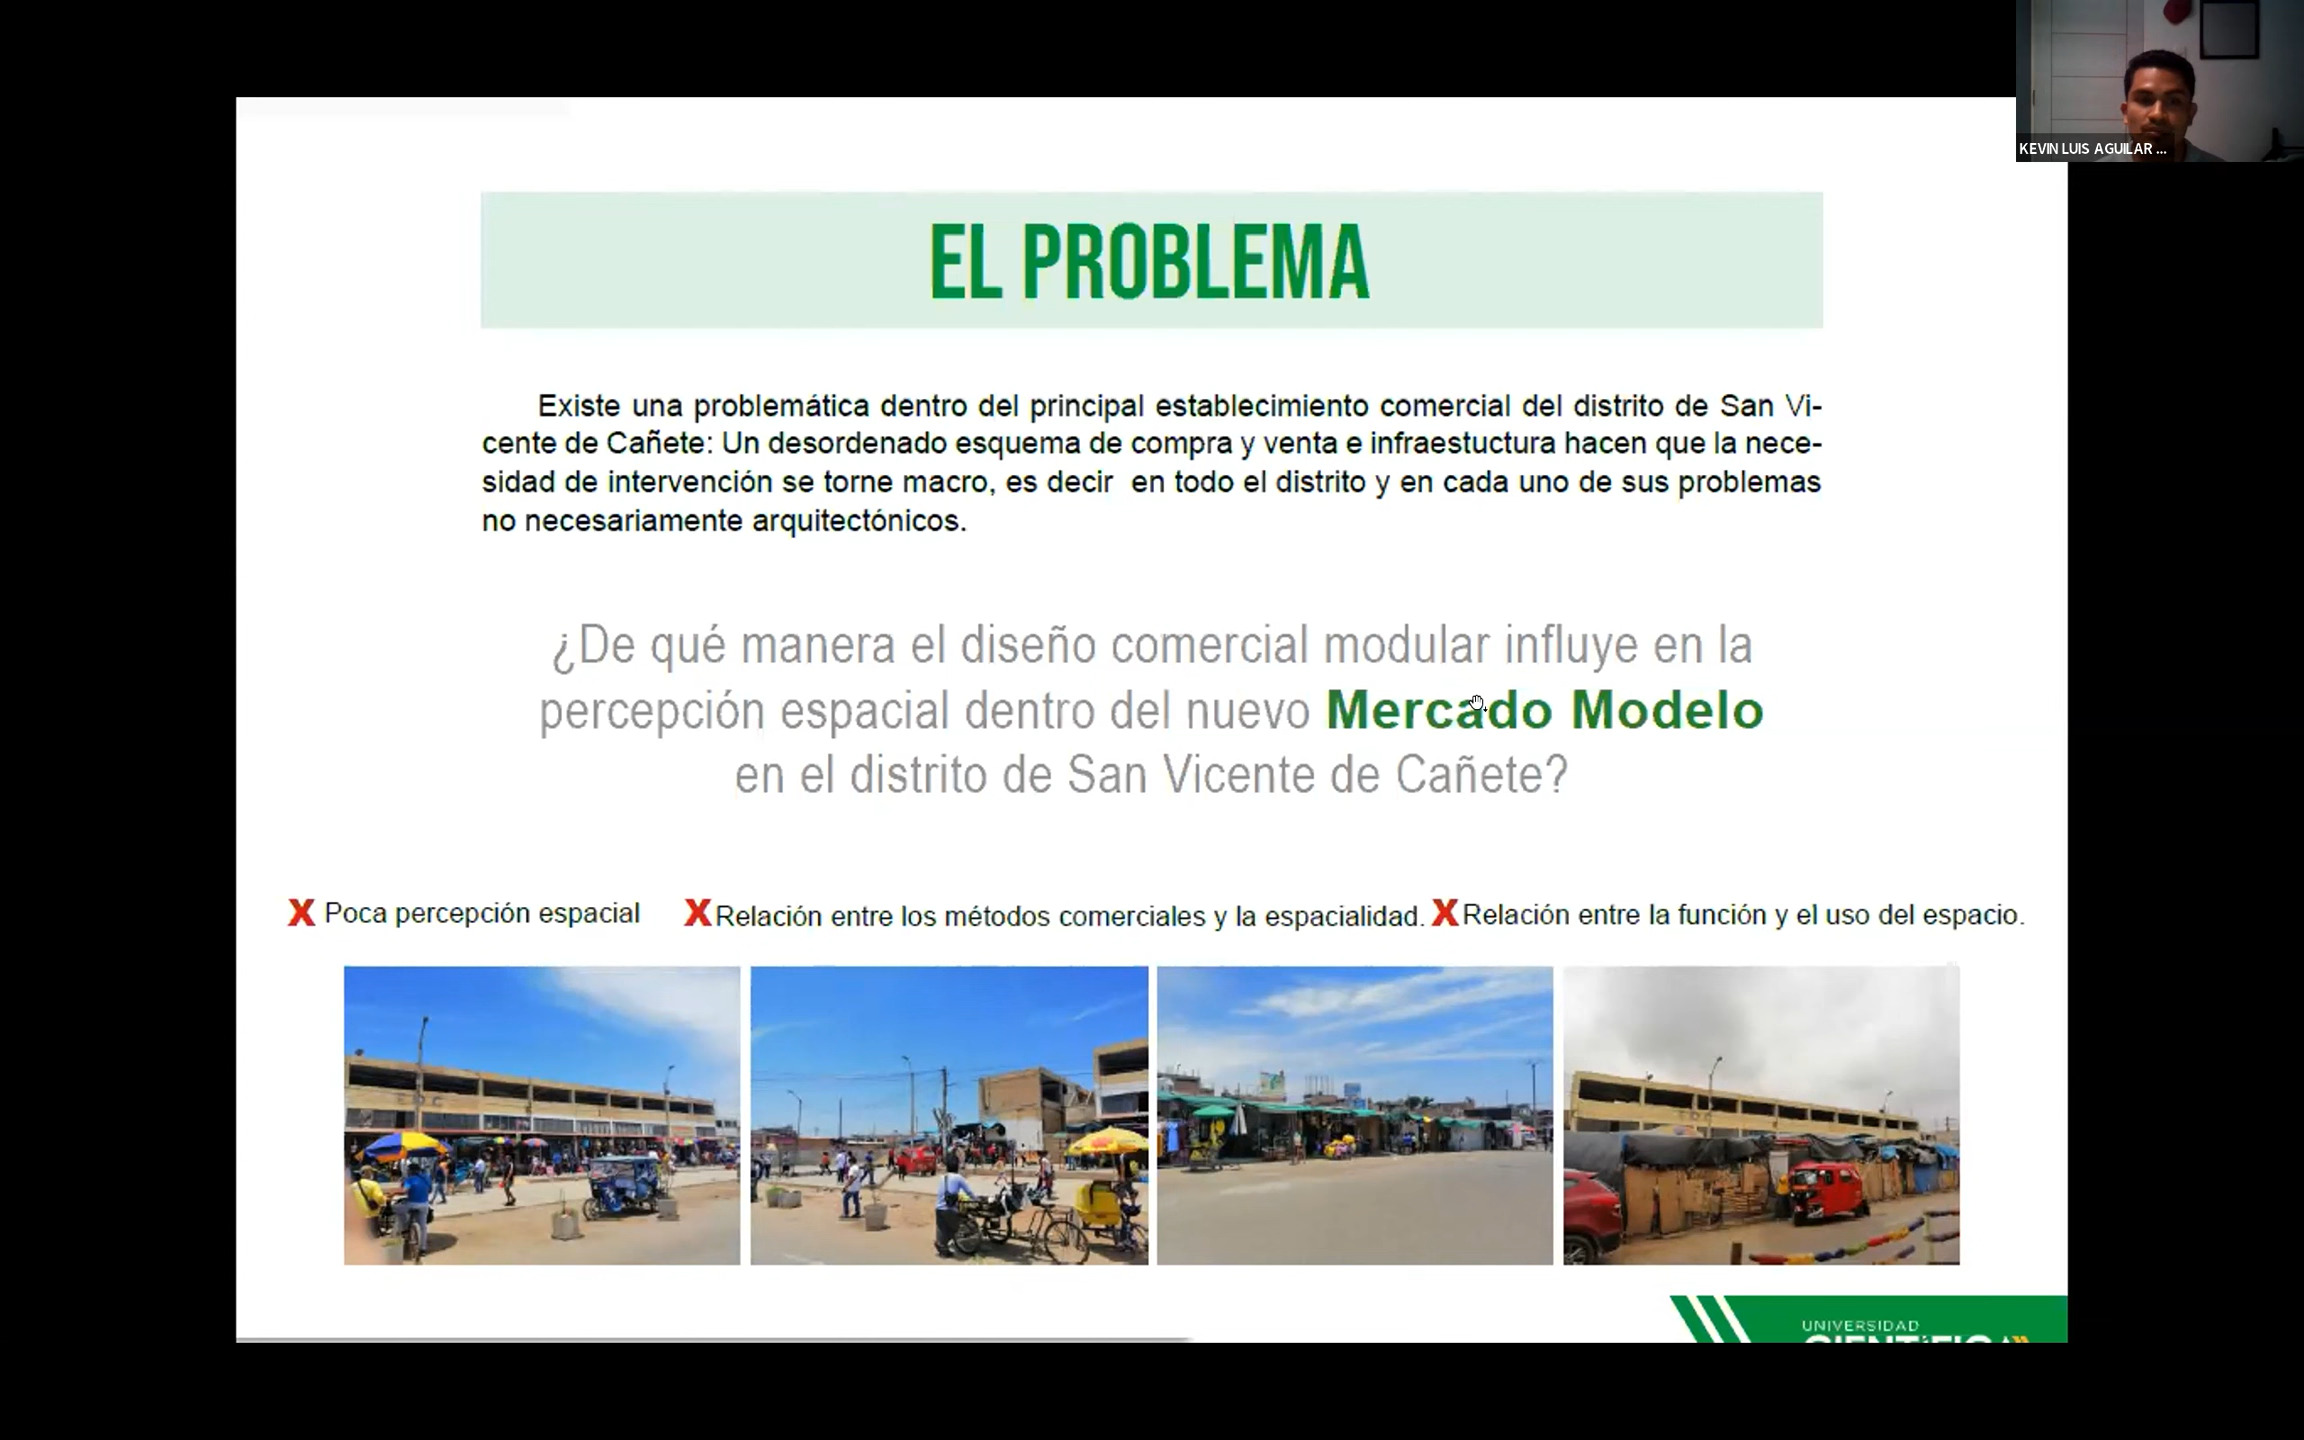 KEVIN LUIS AGUILAR ...
EL PROBLEMA
Existe una problemática dentro del principal establecimiento comercial del distrito de San Vi-
cente de Cañete: Un desordenado esquema de compra y venta e infraestuctura hacen que la nece-
sidad de intervención se torne macro, es decir en todo el distrito y en cada uno de sus problemas
no necesariamente arquitectónicos.
¿De qué manera el diseño comercial modular influye en la
percepción espacial dentro del nuevo Mercado Modelo
en el distrito de San Vicente de Cañete?
X Poca percepción espacial
X Relación entre los métodos comerciales y la espacialidad.
X Relación entre la función y el uso del espacio.
UNIVERSIDAD
CIENTÍFICA